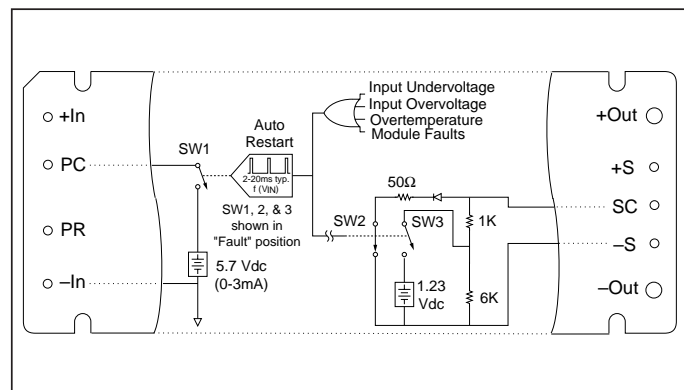 +In
PC
PR
–In
SW1
5.7 Vdc
(0-3mA)
Auto
Restart
2-20ms typ.
f (VIN)
SW1, 2, & 3
shown in
"Fault" position
Input Undervoltage
Input Overvoltage
Overtemperature
Module Faults
50Ω
SW2
SW3
1K
1.23
Vdc
6K
+Out
+S
SC
–S
–Out